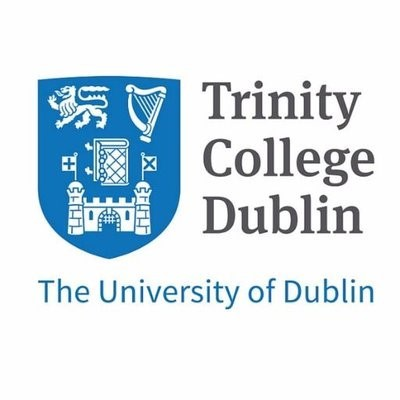 Trinity
College
Dublin
The University of Dublin